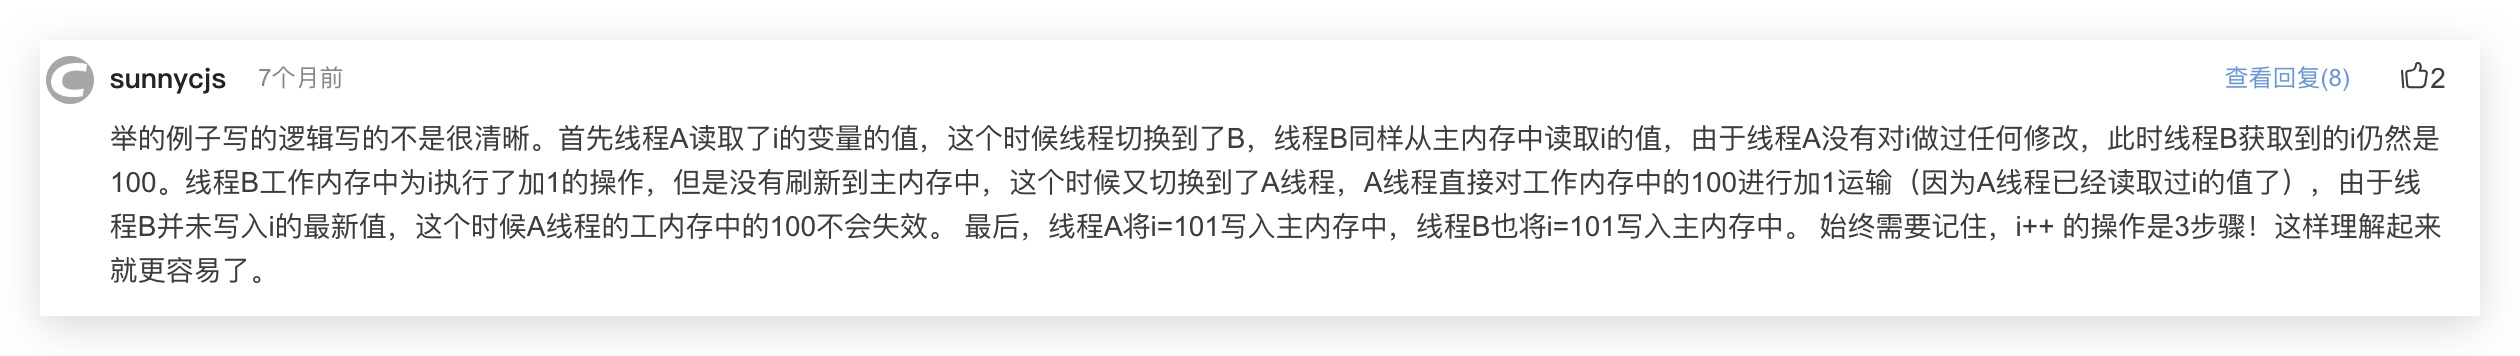 sunnycjs 7个月前 查看回复(8) 2
举的例子写的逻辑写的不是很清晰。首先线程A读取了i的变量的值，这个时候线程切换到了B，线程B同样从主内存中读取i的值，由于线程A没有对i做过任何修改，此时线程B获取到的i仍然是
100。线程B工作内存中为i执行了加1的操作，但是没有刷新到主内存中，这个时候又切换到了A线程，A线程直接对工作内存中的100进行加1运输（因为A线程已经读取过i的值了），由于线
程B并未写入i的最新值，这个时候A线程的工内存中的100不会失效。 最后，线程A将i=101写入主内存中，线程B也将i=101写入主内存中。 始终需要记住，i++ 的操作是3步骤！这样理解起来
就更容易了。